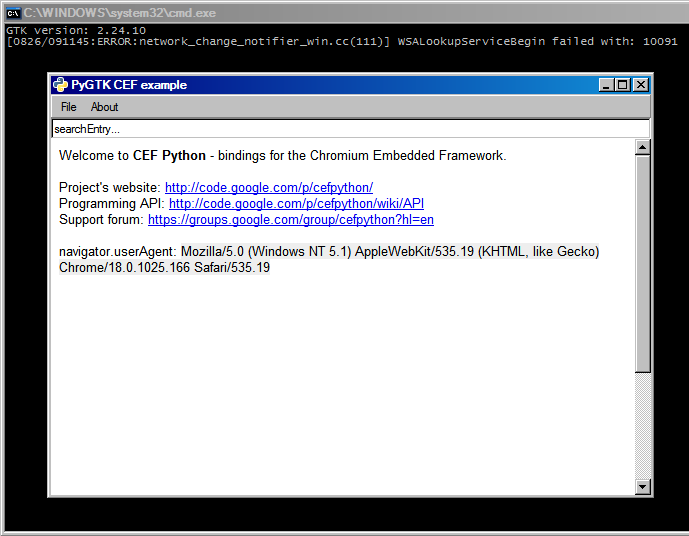 C:\WINDOWS\system32\cmd.exe
GTK version: 2.24.10
[0826/091145:ERROR:network_change_notifier_win.cc(111)] WSALookupServiceBegin failed with: 10091
PyGTK CEF example
File About
searchEntry...
Welcome to CEF Python - bindings for the Chromium Embedded Framework.
Project's website: http://code.google.com/p/cefpython/
Programming API: http://code.google.com/p/cefpython/wiki/API
Support forum: https://groups.google.com/group/cefpython?hl=en
navigator.userAgent: Mozilla/5.0 (Windows NT 5.1) AppleWebKit/535.19 (KHTML, like Gecko)
Chrome/18.0.1025.166 Safari/535.19